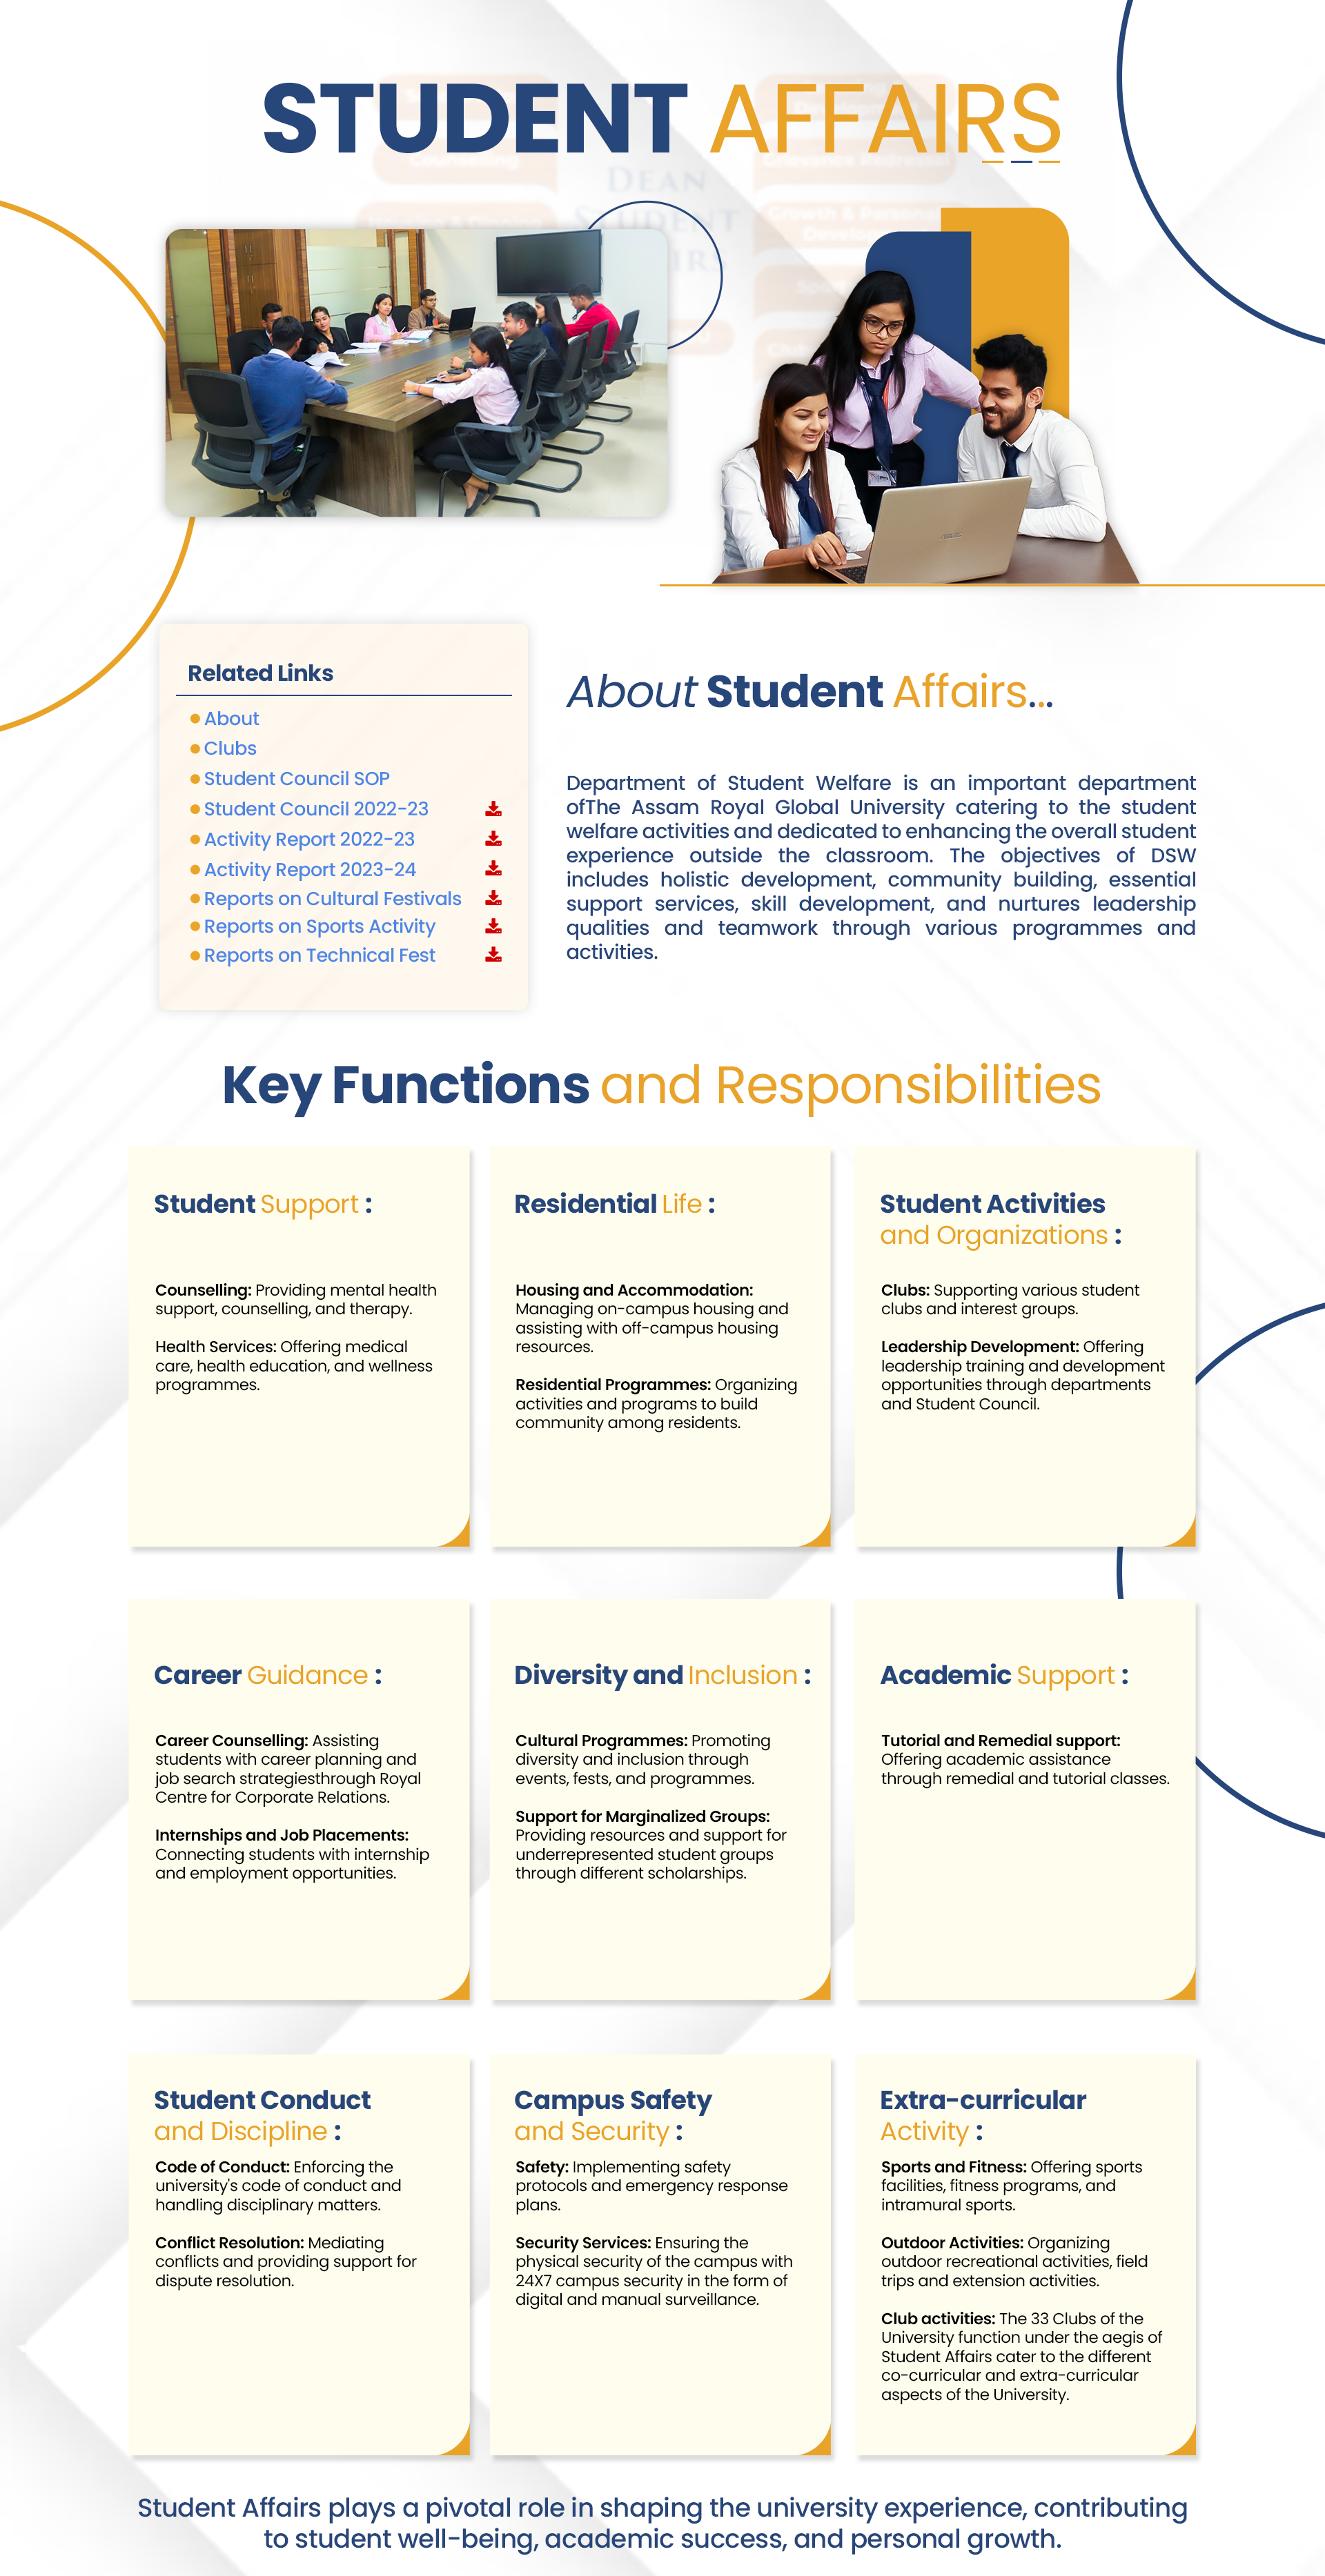 STUDENT AFFAIRS
Counselling
Grievance Redressal
DEAN
STUDENT
Growth & Personal
Related Links
About
Clubs
Student Council SOP
Student Council 2022-23
Activity Report 2022-23
Activity Report 2023-24
Reports on Cultural Festivals
Reports on Sports Activity
Reports on Technical Fest
About Student Affairs...
Department of Student Welfare is an important department
ofThe Assam Royal Global University catering to the student
welfare activities and dedicated to enhancing the overall student
experience outside the classroom. The objectives of DSW
includes holistic development, community building, essential
support services, skill development, and nurtures leadership
qualities and teamwork through various programmes and
activities.
Key Functions and Responsibilities
Student Support :
Counselling: Providing mental health
support, counselling, and therapy.
Health Services: Offering medical
care, health education, and wellness
programmes.
Residential Life :
Housing and Accommodation:
Managing on-campus housing and
assisting with off-campus housing
resources.
Residential Programmes: Organizing
activities and programs to build
community among residents.
Student Activities
and Organizations :
Clubs: Supporting various student
clubs and interest groups.
Leadership Development: Offering
leadership training and development
opportunities through departments
and Student Council.
Career Guidance :
Career Counselling: Assisting
students with career planning and
job search strategiesthrough Royal
Centre for Corporate Relations.
Internships and Job Placements:
Connecting students with internship
and employment opportunities.
Diversity and Inclusion :
Cultural Programmes: Promoting
diversity and inclusion through
events, fests, and programmes.
Support for Marginalized Groups:
Providing resources and support for
underrepresented student groups
through different scholarships.
Academic Support :
Tutorial and Remedial support:
Offering academic assistance
through remedial and tutorial classes.
Student Conduct
and Discipline :
Code of Conduct: Enforcing the
university's code of conduct and
handling disciplinary matters.
Conflict Resolution: Mediating
conflicts and providing support for
dispute resolution.
Campus Safety
and Security :
Safety: Implementing safety
protocols and emergency response
plans.
Security Services: Ensuring the
physical security of the campus with
24X7 campus security in the form of
digital and manual surveillance.
Extra-curricular
Activity :
Sports and Fitness: Offering sports
facilities, fitness programs, and
intramural sports.
Outdoor Activities: Organizing
outdoor recreational activities, field
trips and extension activities.
Club activities: The 33 Clubs of the
University function under the aegis of
Student Affairs cater to the different
co-curricular and extra-curricular
aspects of the University.
Student Affairs plays a pivotal role in shaping the university experience, contributing
to student well-being, academic success, and personal growth.